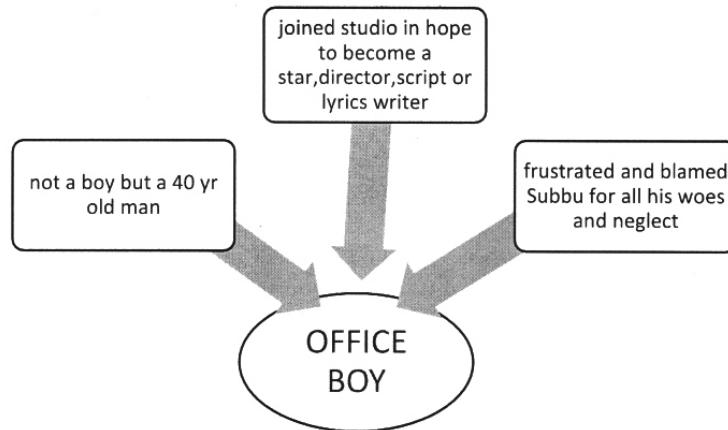 joined studio in hope
to become a
star,director,script or
lyrics writer
not a boy but a 40 yr
old man
frustrated and blamed
Subbu for all his woes
and neglect
OFFICE
BOY